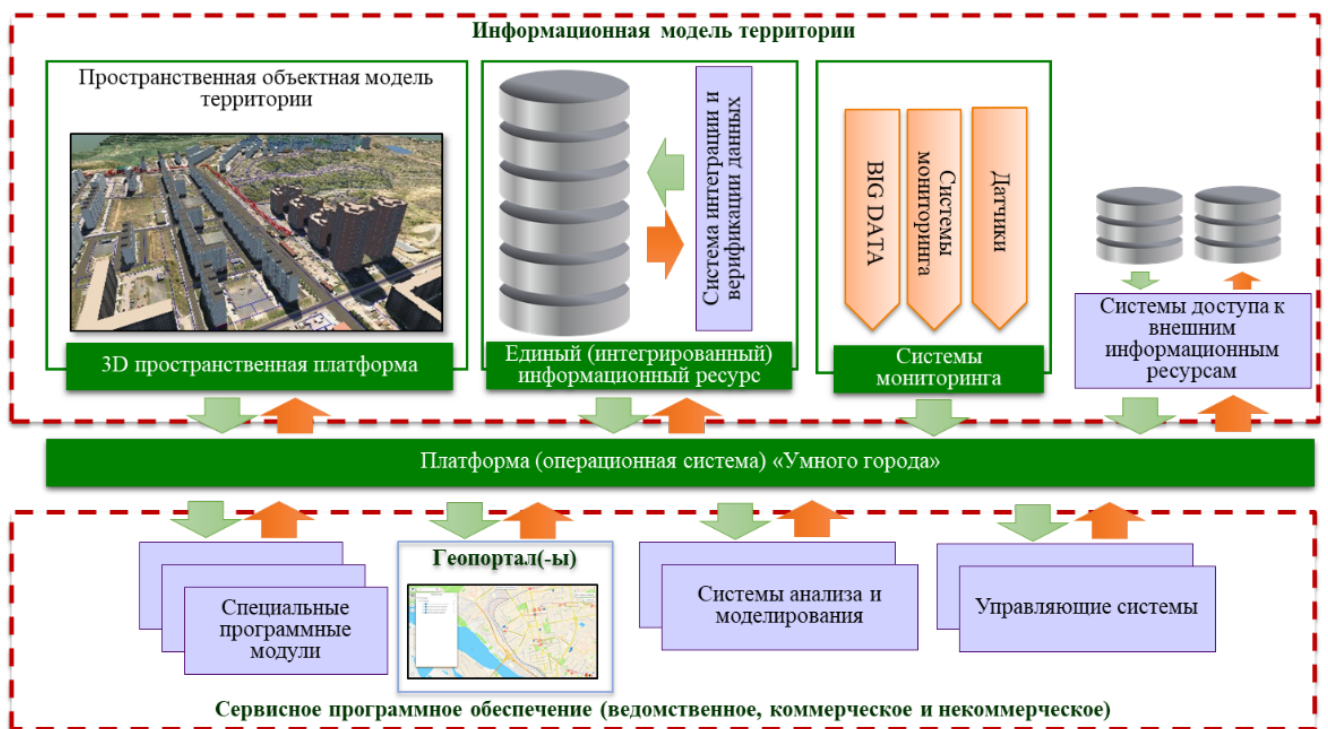 Информационная модель территории
Пространственная объектная модель
территории
3D пространственная платформа
Система интеграции и
верификации данных
Единый (интегрированный)
информационный ресурс
BIG DATA
Системы
мониторинга
Датчики
Системы
мониторинга
Системы доступа к
внешним
информационным
ресурсам
Платформа (операционная система) «Умного города»
Специальные
программные
модули
Геопортал(-ы)
Системы анализа и
моделирования
Управляющие системы
Сервисное программное обеспечение (ведомственное, коммерческое и некоммерческое)